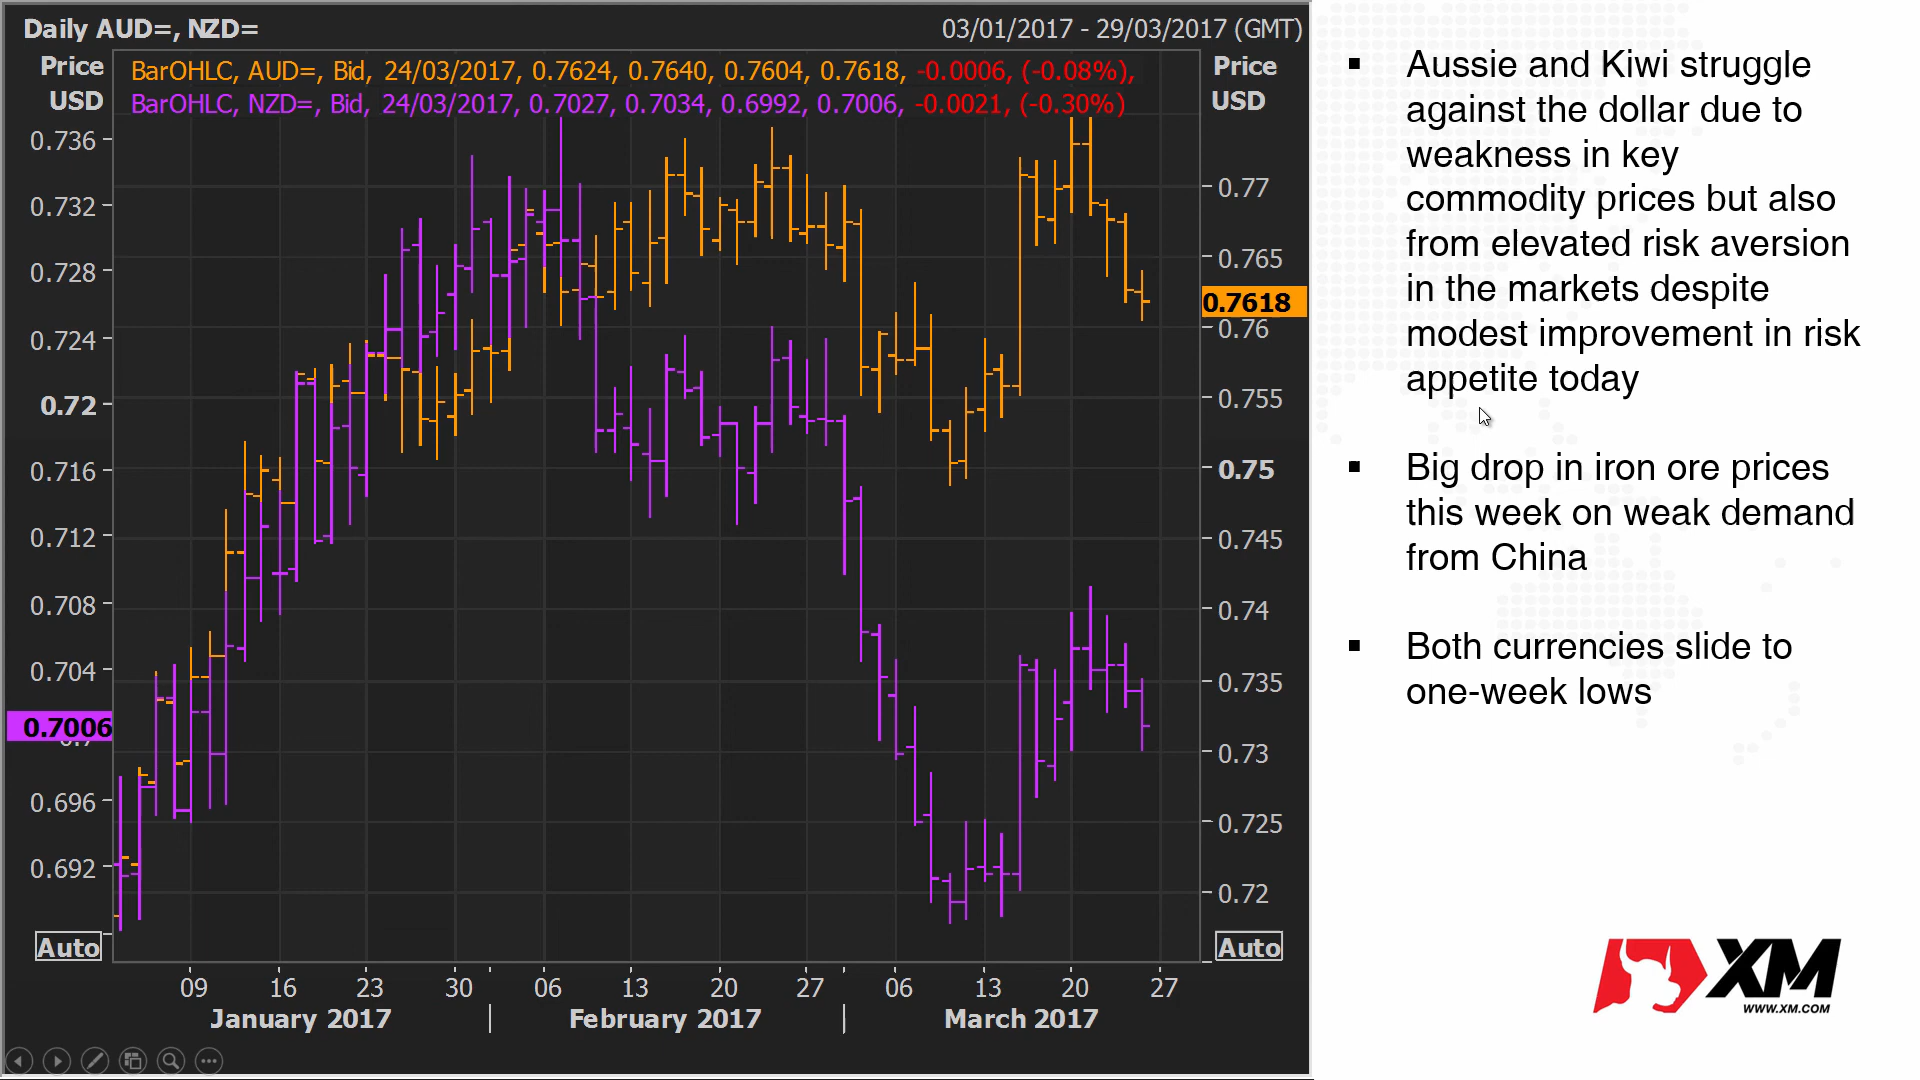 Daily AUD=, NZD=
03/01/2017 - 29/03/2017 (GMT)
Price
USD
BarOHLC, AUD=, Bid, 24/03/2017, 0.7624, 0.7640, 0.7604, 0.7618, -0.0006, (-0.08%),
BarOHLC, NZD=, Bid, 24/03/2017, 0.7027, 0.7034, 0.6992, 0.7006, -0.0021, (-0.30%)
Price
USD
0.736
0.732
0.728
0.724
0.72
0.716
0.712
0.708
0.704
0.7006
0.7
0.696
0.692
Auto
0.77
0.765
0.7618
0.76
0.755
0.75
0.745
0.74
0.735
0.73
0.725
0.72
Auto
09 16 23 30 06 13 20 27 06 13 20 27
January 2017 February 2017 March 2017
▪ Aussie and Kiwi struggle
against the dollar due to
weakness in key
commodity prices but also
from elevated risk aversion
in the markets despite
modest improvement in risk
appetite today
▪ Big drop in iron ore prices
this week on weak demand
from China
▪ Both currencies slide to
one-week lows
XM
WWW.XM.COM